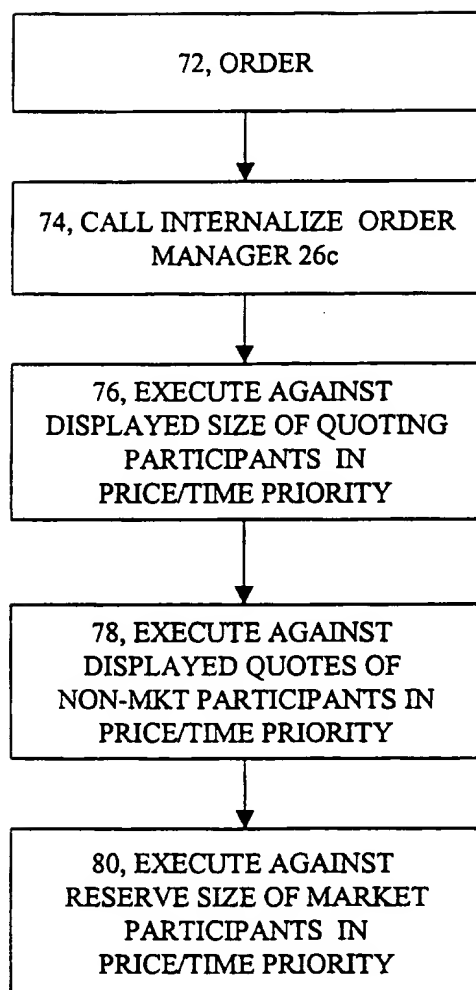 72, ORDER
74, CALL INTERNALIZE ORDER
MANAGER 26c
76, EXECUTE AGAINST
DISPLAYED SIZE OF QUOTING
PARTICIPANTS IN
PRICE/TIME PRIORITY
78, EXECUTE AGAINST
DISPLAYED QUOTES OF
NON-MKT PARTICIPANTS IN
PRICE/TIME PRIORITY
80, EXECUTE AGAINST
RESERVE SIZE OF MARKET
PARTICIPANTS IN
PRICE/TIME PRIORITY